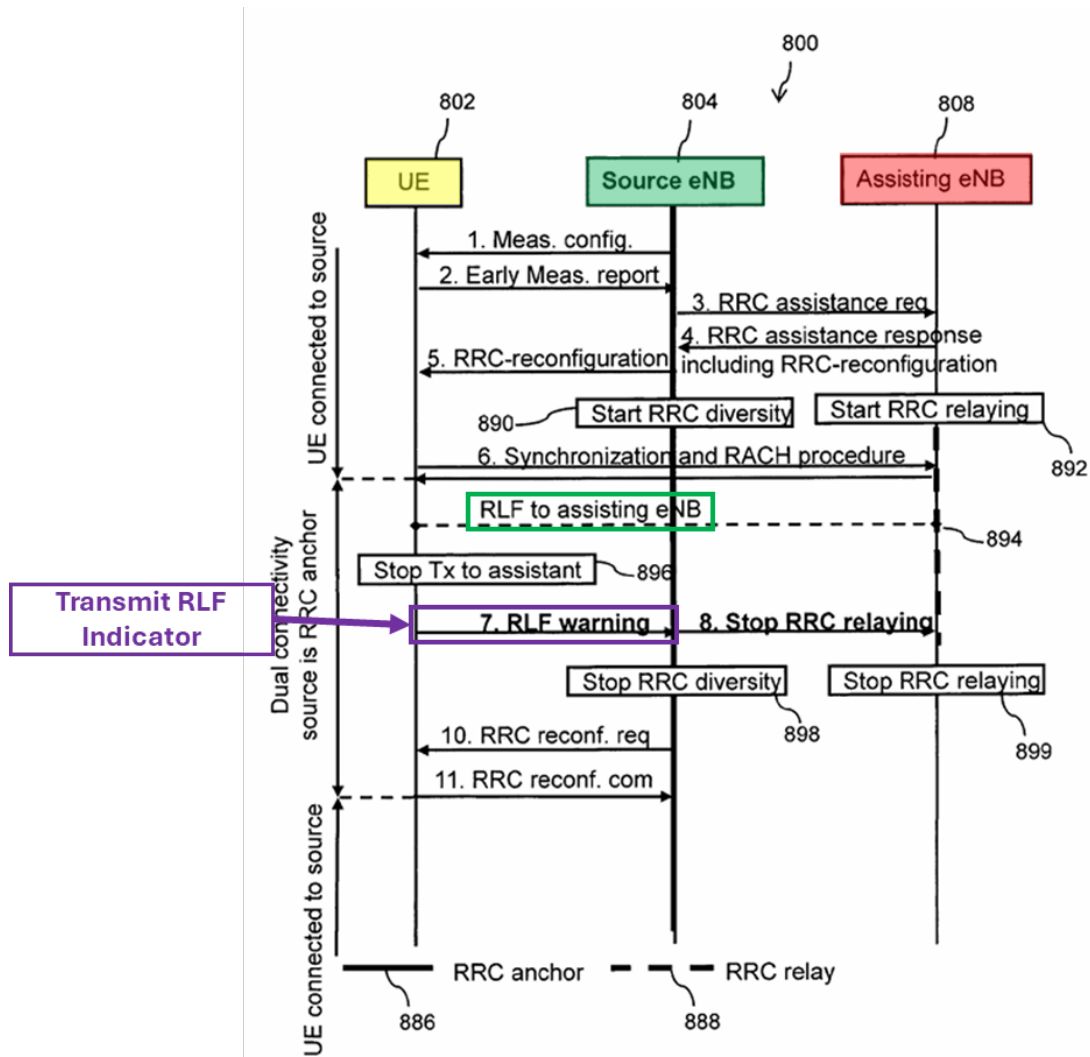 800
802
804
808
UE
Source eNB
Assisting eNB
UE connected to source
1. Meas. config.
2. Early Meas. report
3. RRC assistance req
4. RRC assistance response
5. RRC-reconfiguration
including RRC-reconfiguration
890
Start RRC diversity
Start RRC relaying
892
6. Synchronization and RACH procedure
RLF to assisting eNB
894
Dual connectivity
source is RRC anchor
Stop Tx to assistant
896
Transmit RLF
Indicator
7. RLF warning
8. Stop RRC relaying
Stop RRC diversity
Stop RRC relaying
898
899
10. RRC reconf. req
11. RRC reconf. com
UE connected to source
RRC anchor
RRC relay
886
888